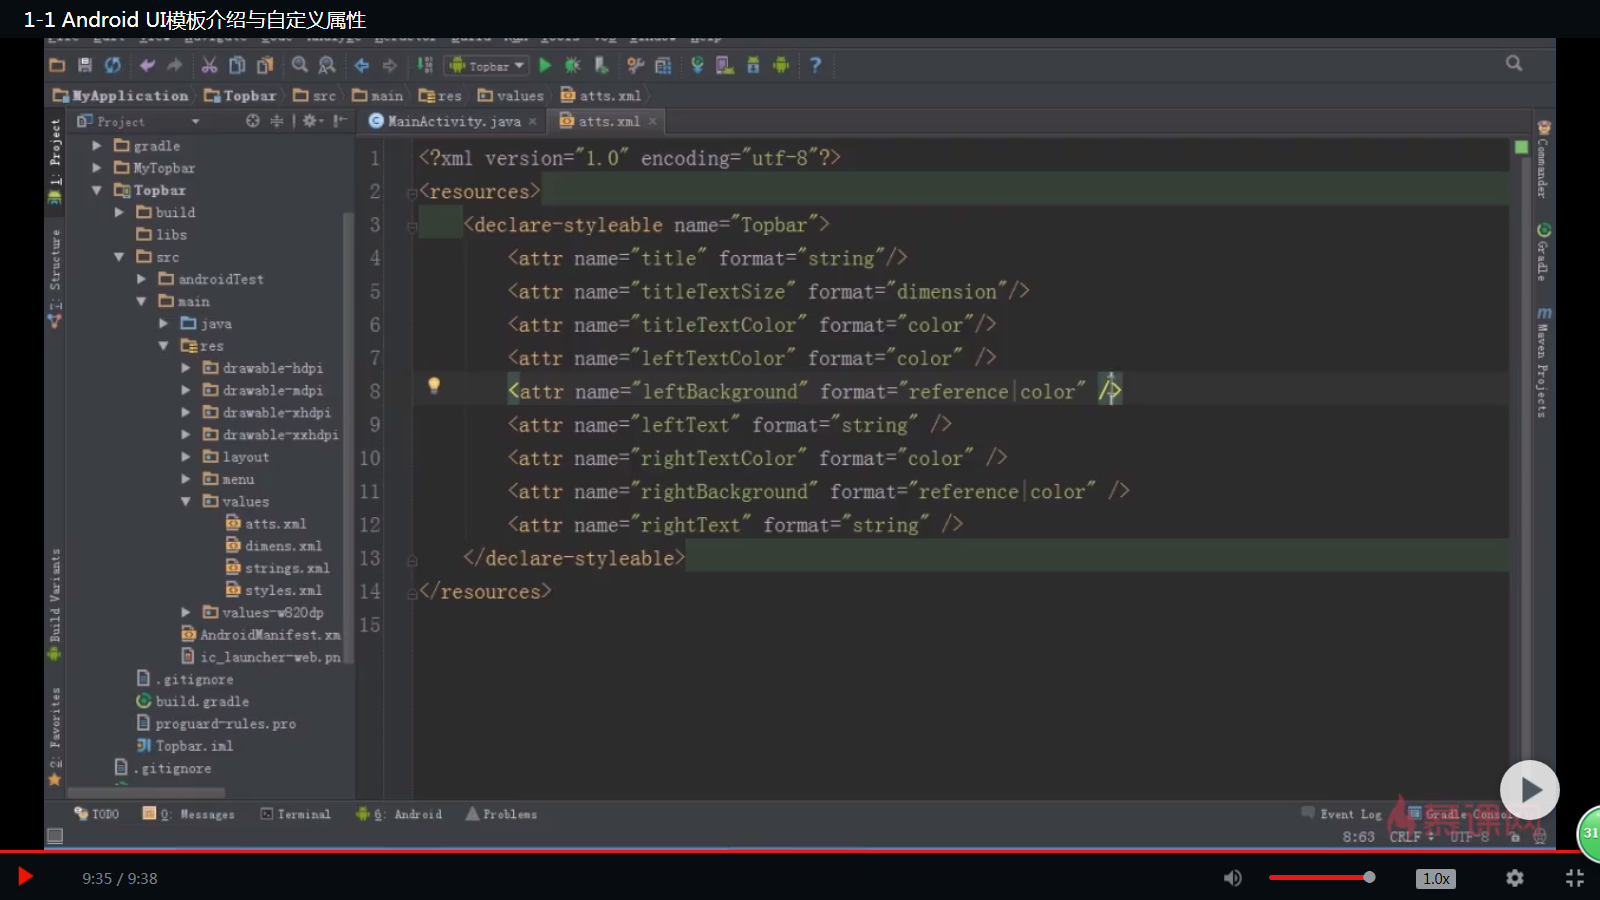 1-1 Android UI模板介绍与自定义属性
Topbar
MyApplication Topbar src main res values atts.xml
Project
MainActivity.java
atts.xml
1: Project
7: Structure
Build Variants
2: Favorites
gradle
MyTopbar
Topbar
build
libs
src
androidTest
main
java
res
drawable-hdpi
drawable-mdpi
drawable-xhdpi
drawable-xxhdpi
layout
menu
values
atts.xml
dimens.xml
strings.xml
styles.xml
values-w820dp
AndroidManifest.xm
ic_launcher-web.pn
.gitignore
build.gradle
proguard-rules.pro
Topbar.iml
.gitignore
1 <?xml version="1.0" encoding="utf-8"?>
2 <resources>
3 <declare-styleable name="Topbar">
4 <attr name="title" format="string"/>
5 <attr name="titleTextSize" format="dimension"/>
6 <attr name="titleTextColor" format="color"/>
7 <attr name="leftTextColor" format="color" />
8 <attr name="leftBackground" format="reference|color" />
9 <attr name="leftText" format="string" />
10 <attr name="rightTextColor" format="color" />
11 <attr name="rightBackground" format="reference|color" />
12 <attr name="rightText" format="string" />
13 </declare-styleable>
14 </resources>
15
Commander
Gradle
Maven Projects
TODO
0: Messages
Terminal
6: Android
Problems
Event Log
Gradle Console
慕课网
8:63 CRLF UTF-8
31
9:35 / 9:38
1.0x